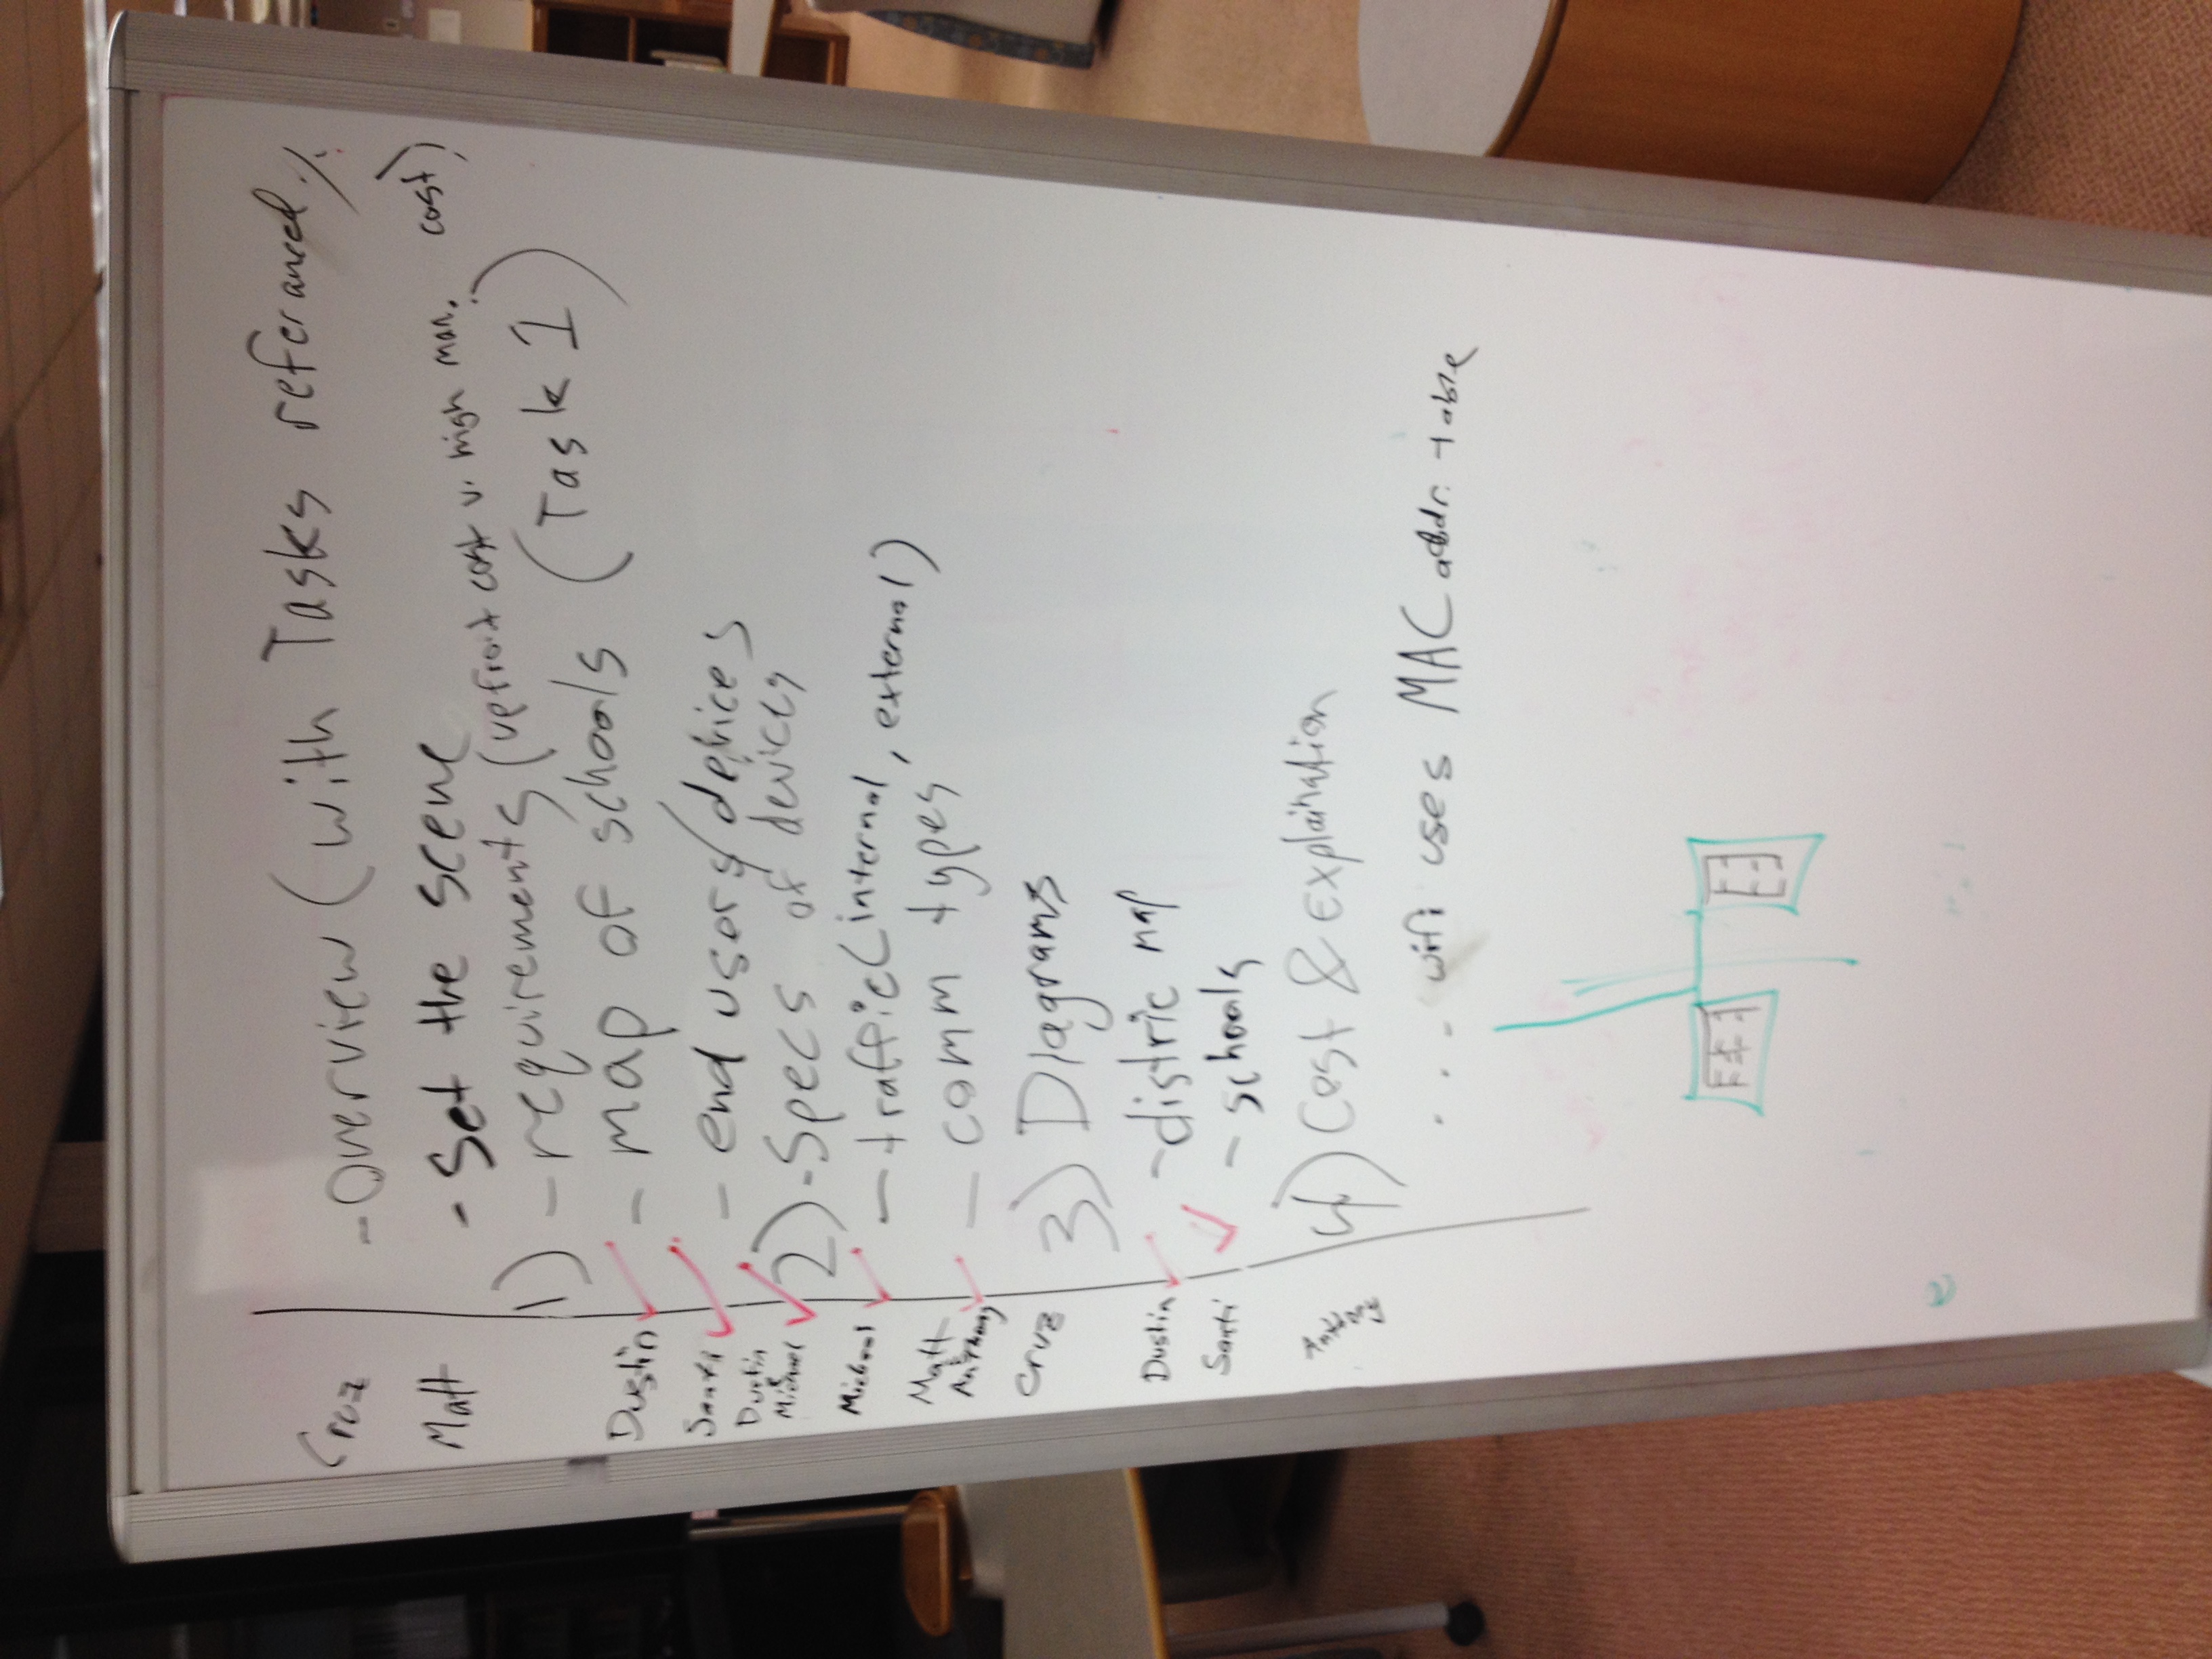 Cruz - Overview (with Tasks referanced)
Matt - Set the scene
1) - requirements (upfront cost v. high man. cost)
Dustin - map of schools (Task 1)
Santi - end users/devices
Dustin & Michael 2) - Specs of devices
Michael - traffic (internal, external)
Matt & Anthony - comm types
Cruz 3) Diagrams
Dustin - distric map
Santi - schools
Anthony 4) Cost & Explaination
... wifi uses MAC addr. table